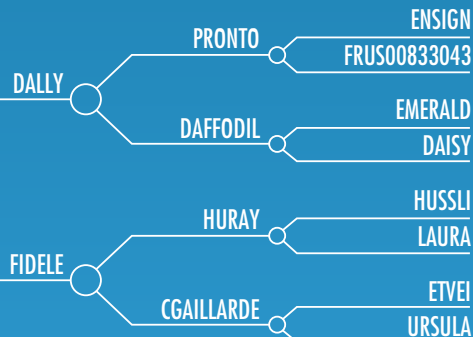 ENSIGN
PRONTO
FRUS00833043
DALLY
EMERALD
DAFFODIL
DAISY
HUSSLI
HURAY
LAURA
FIDELE
ETVEI
CGAILLARDE
URSULA